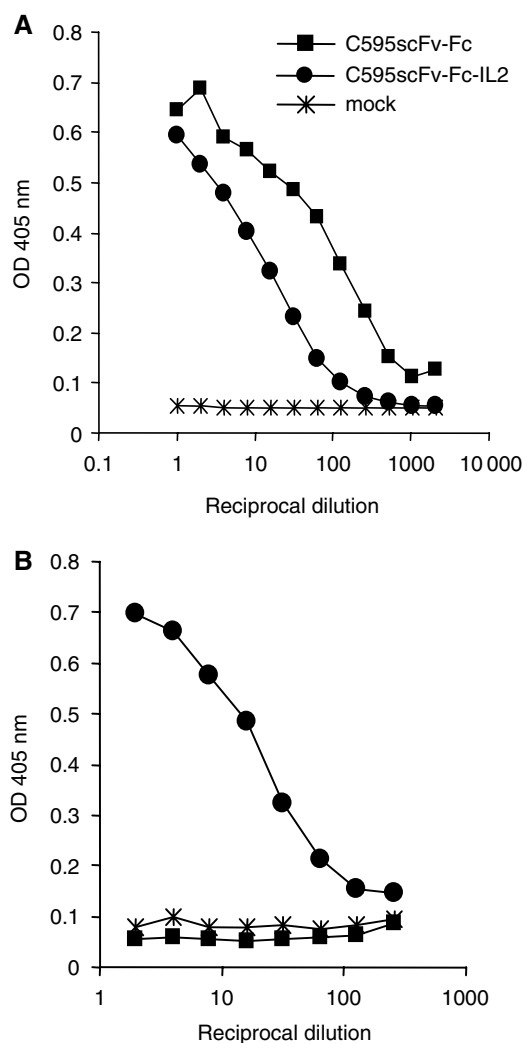 A
0.8
0.7
0.6
0.5
0.4
0.3
0.2
0.1
0
OD 405 nm
C595scFv-Fc
C595scFv-Fc-IL2
mock
0.1 1 10 100 1000 10 000
Reciprocal dilution
B
0.8
0.7
0.6
0.5
0.4
0.3
0.2
0.1
0
OD 405 nm
1 10 100 1000
Reciprocal dilution